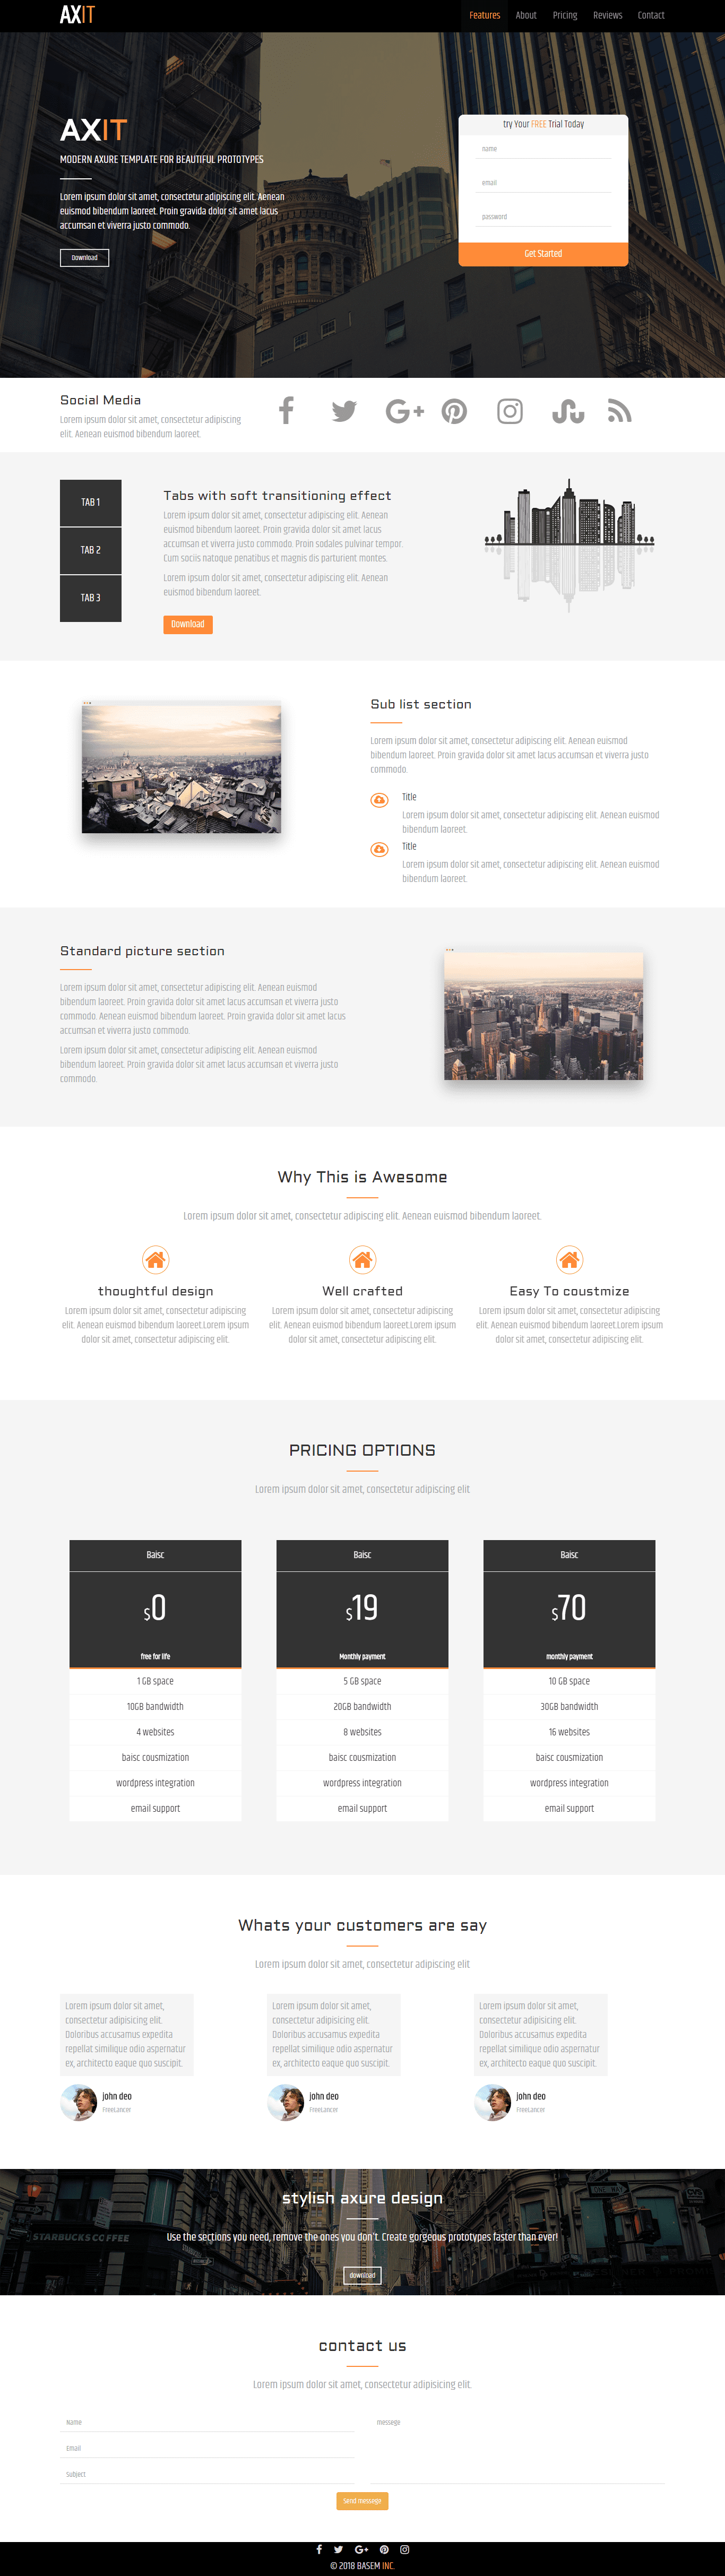 AXIT
Features About Pricing Reviews Contact
AXIT
MODERN AXURE TEMPLATE FOR BEAUTIFUL PROTOTYPES
Lorem ipsum dolor sit amet, consectetur adipiscing elit. Aenean
euismod bibendum laoreet. Proin gravida dolor sit amet lacus
accumsan et viverra justo commodo.
Download
try Your FREE Trial Today
name
email
password
Get Started
Social Media
Lorem ipsum dolor sit amet, consectetur adipiscing
elit. Aenean euismod bibendum laoreet.
TAB 1
TAB 2
TAB 3
Tabs with soft transitioning effect
Lorem ipsum dolor sit amet, consectetur adipiscing elit. Aenean
euismod bibendum laoreet. Proin gravida dolor sit amet lacus
accumsan et viverra justo commodo. Proin sodales pulvinar tempor.
Cum sociis natoque penatibus et magnis dis parturient montes.
Lorem ipsum dolor sit amet, consectetur adipiscing elit. Aenean
euismod bibendum laoreet.
Download
Sub list section
Lorem ipsum dolor sit amet, consectetur adipiscing elit. Aenean euismod
bibendum laoreet. Proin gravida dolor sit amet lacus accumsan et viverra justo
commodo.
Title
Lorem ipsum dolor sit amet, consectetur adipiscing elit. Aenean euismod
bibendum laoreet.
Title
Lorem ipsum dolor sit amet, consectetur adipiscing elit. Aenean euismod
bibendum laoreet.
Standard picture section
Lorem ipsum dolor sit amet, consectetur adipiscing elit. Aenean euismod
bibendum laoreet. Proin gravida dolor sit amet lacus accumsan et viverra justo
commodo. Aenean euismod bibendum laoreet. Proin gravida dolor sit amet lacus
accumsan et viverra justo commodo.
Lorem ipsum dolor sit amet, consectetur adipiscing elit. Aenean euismod
bibendum laoreet. Proin gravida dolor sit amet lacus accumsan et viverra justo
commodo.
Why This is Awesome
Lorem ipsum dolor sit amet, consectetur adipiscing elit. Aenean euismod bibendum laoreet.
thoughtful design
Lorem ipsum dolor sit amet, consectetur adipiscing
elit. Aenean euismod bibendum laoreet.Lorem ipsum
dolor sit amet, consectetur adipiscing elit.
Well crafted
Lorem ipsum dolor sit amet, consectetur adipiscing
elit. Aenean euismod bibendum laoreet.Lorem ipsum
dolor sit amet, consectetur adipiscing elit.
Easy To coustmize
Lorem ipsum dolor sit amet, consectetur adipiscing
elit. Aenean euismod bibendum laoreet.Lorem ipsum
dolor sit amet, consectetur adipiscing elit.
PRICING OPTIONS
Lorem ipsum dolor sit amet, consectetur adipiscing elit
Baisc
$0
free for life
1 GB space
10GB bandwidth
4 websites
baisc cousmization
wordpress integration
email support
Baisc
$19
Monthly payment
5 GB space
20GB bandwidth
8 websites
baisc cousmization
wordpress integration
email support
Baisc
$70
monthly payment
10 GB space
30GB bandwidth
16 websites
baisc cousmization
wordpress integration
email support
Whats your customers are say
Lorem ipsum dolor sit amet, consectetur adipiscing elit
Lorem ipsum dolor sit amet,
consectetur adipisicing elit.
Doloribus accusamus expedita
repellat similique odio aspernatur
ex, architecto eaque quo suscipit.
john deo
FreeLancer
Lorem ipsum dolor sit amet,
consectetur adipisicing elit.
Doloribus accusamus expedita
repellat similique odio aspernatur
ex, architecto eaque quo suscipit.
john deo
FreeLancer
Lorem ipsum dolor sit amet,
consectetur adipisicing elit.
Doloribus accusamus expedita
repellat similique odio aspernatur
ex, architecto eaque quo suscipit.
john deo
FreeLancer
STARBUCKS COFFEE
stylish axure design
Use the sections you need, remove the ones you don't. Create gorgeous prototypes faster than ever!
download
contact us
Lorem ipsum dolor sit amet, consectetur adipisicing elit.
Name
Email
subject
messege
Send message
© 2018 BASEM INC.